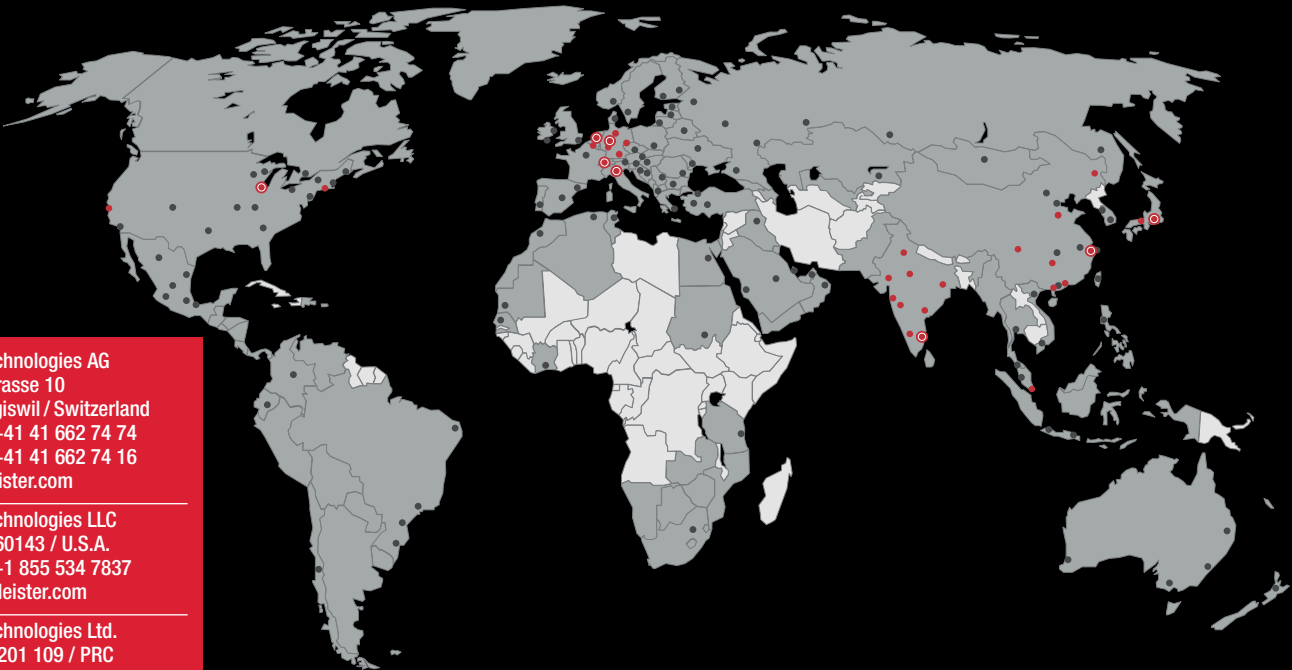 chnologies AG
rasse 10
giswil / Switzerland
+41 41 662 74 74
+41 41 662 74 16
ister.com
chnologies LLC
60143 / U.S.A.
+1 855 534 7837
leister.com
chnologies Ltd.
201 109 / PRC